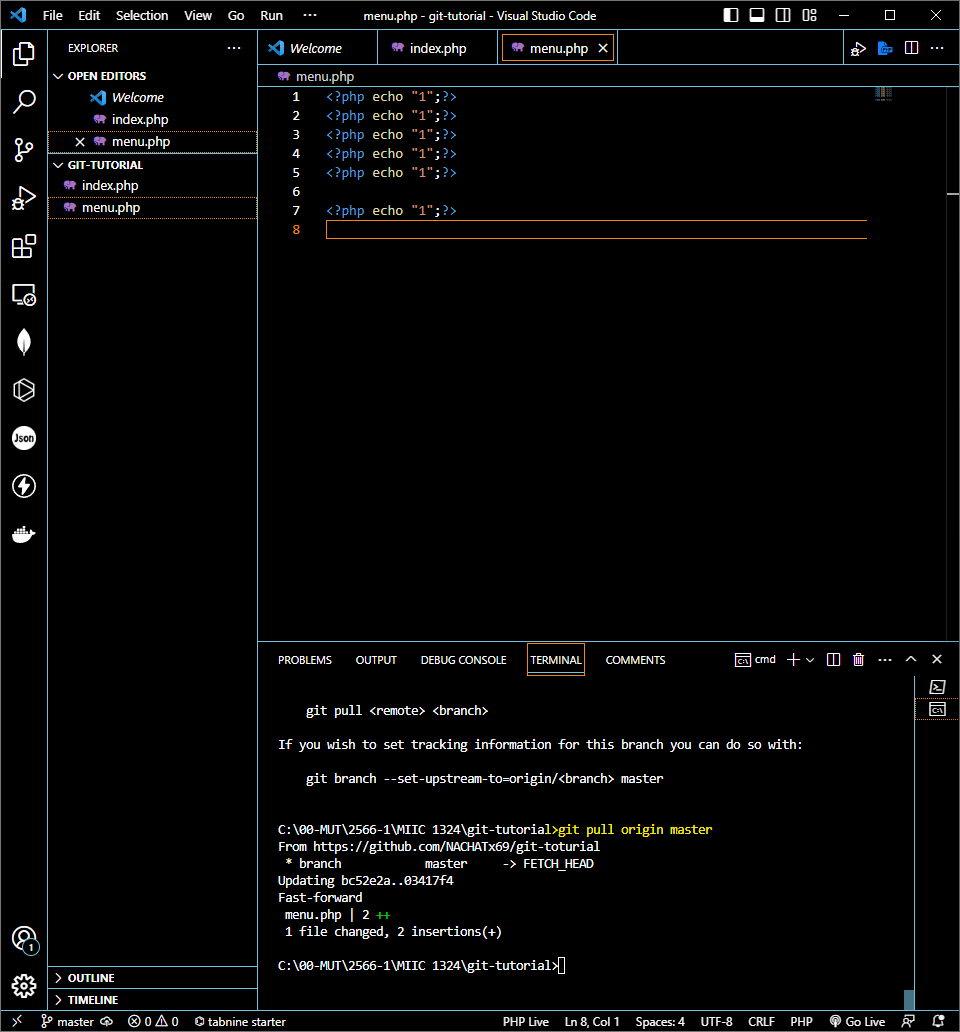 File Edit Selection View Go Run ··· menu.php - git-tutorial - Visual Studio Code
EXPLORER ···
OPEN EDITORS
Welcome
index.php
menu.php
GIT-TUTORIAL
index.php
menu.php
Json
1
OUTLINE
TIMELINE
Welcome index.php menu.php
menu.php
1 <?php echo "1";?>
2 <?php echo "1";?>
3 <?php echo "1";?>
4 <?php echo "1";?>
5 <?php echo "1";?>
6
7 <?php echo "1";?>
8
PROBLEMS OUTPUT DEBUG CONSOLE TERMINAL COMMENTS cmd
git pull <remote> <branch>
If you wish to set tracking information for this branch you can do so with:
git branch --set-upstream-to=origin/<branch> master
C:\00-MUT\2566-1\MIIC 1324\git-tutorial>git pull origin master
From https://github.com/NACHATx69/git-toturial
* branch master -> FETCH_HEAD
Updating bc52e2a..03417f4
Fast-forward
menu.php | 2 ++
1 file changed, 2 insertions(+)
C:\00-MUT\2566-1\MIIC 1324\git-tutorial>
master 0 0 tabnine starter PHP Live Ln 8, Col 1 Spaces: 4 UTF-8 CRLF PHP Go Live